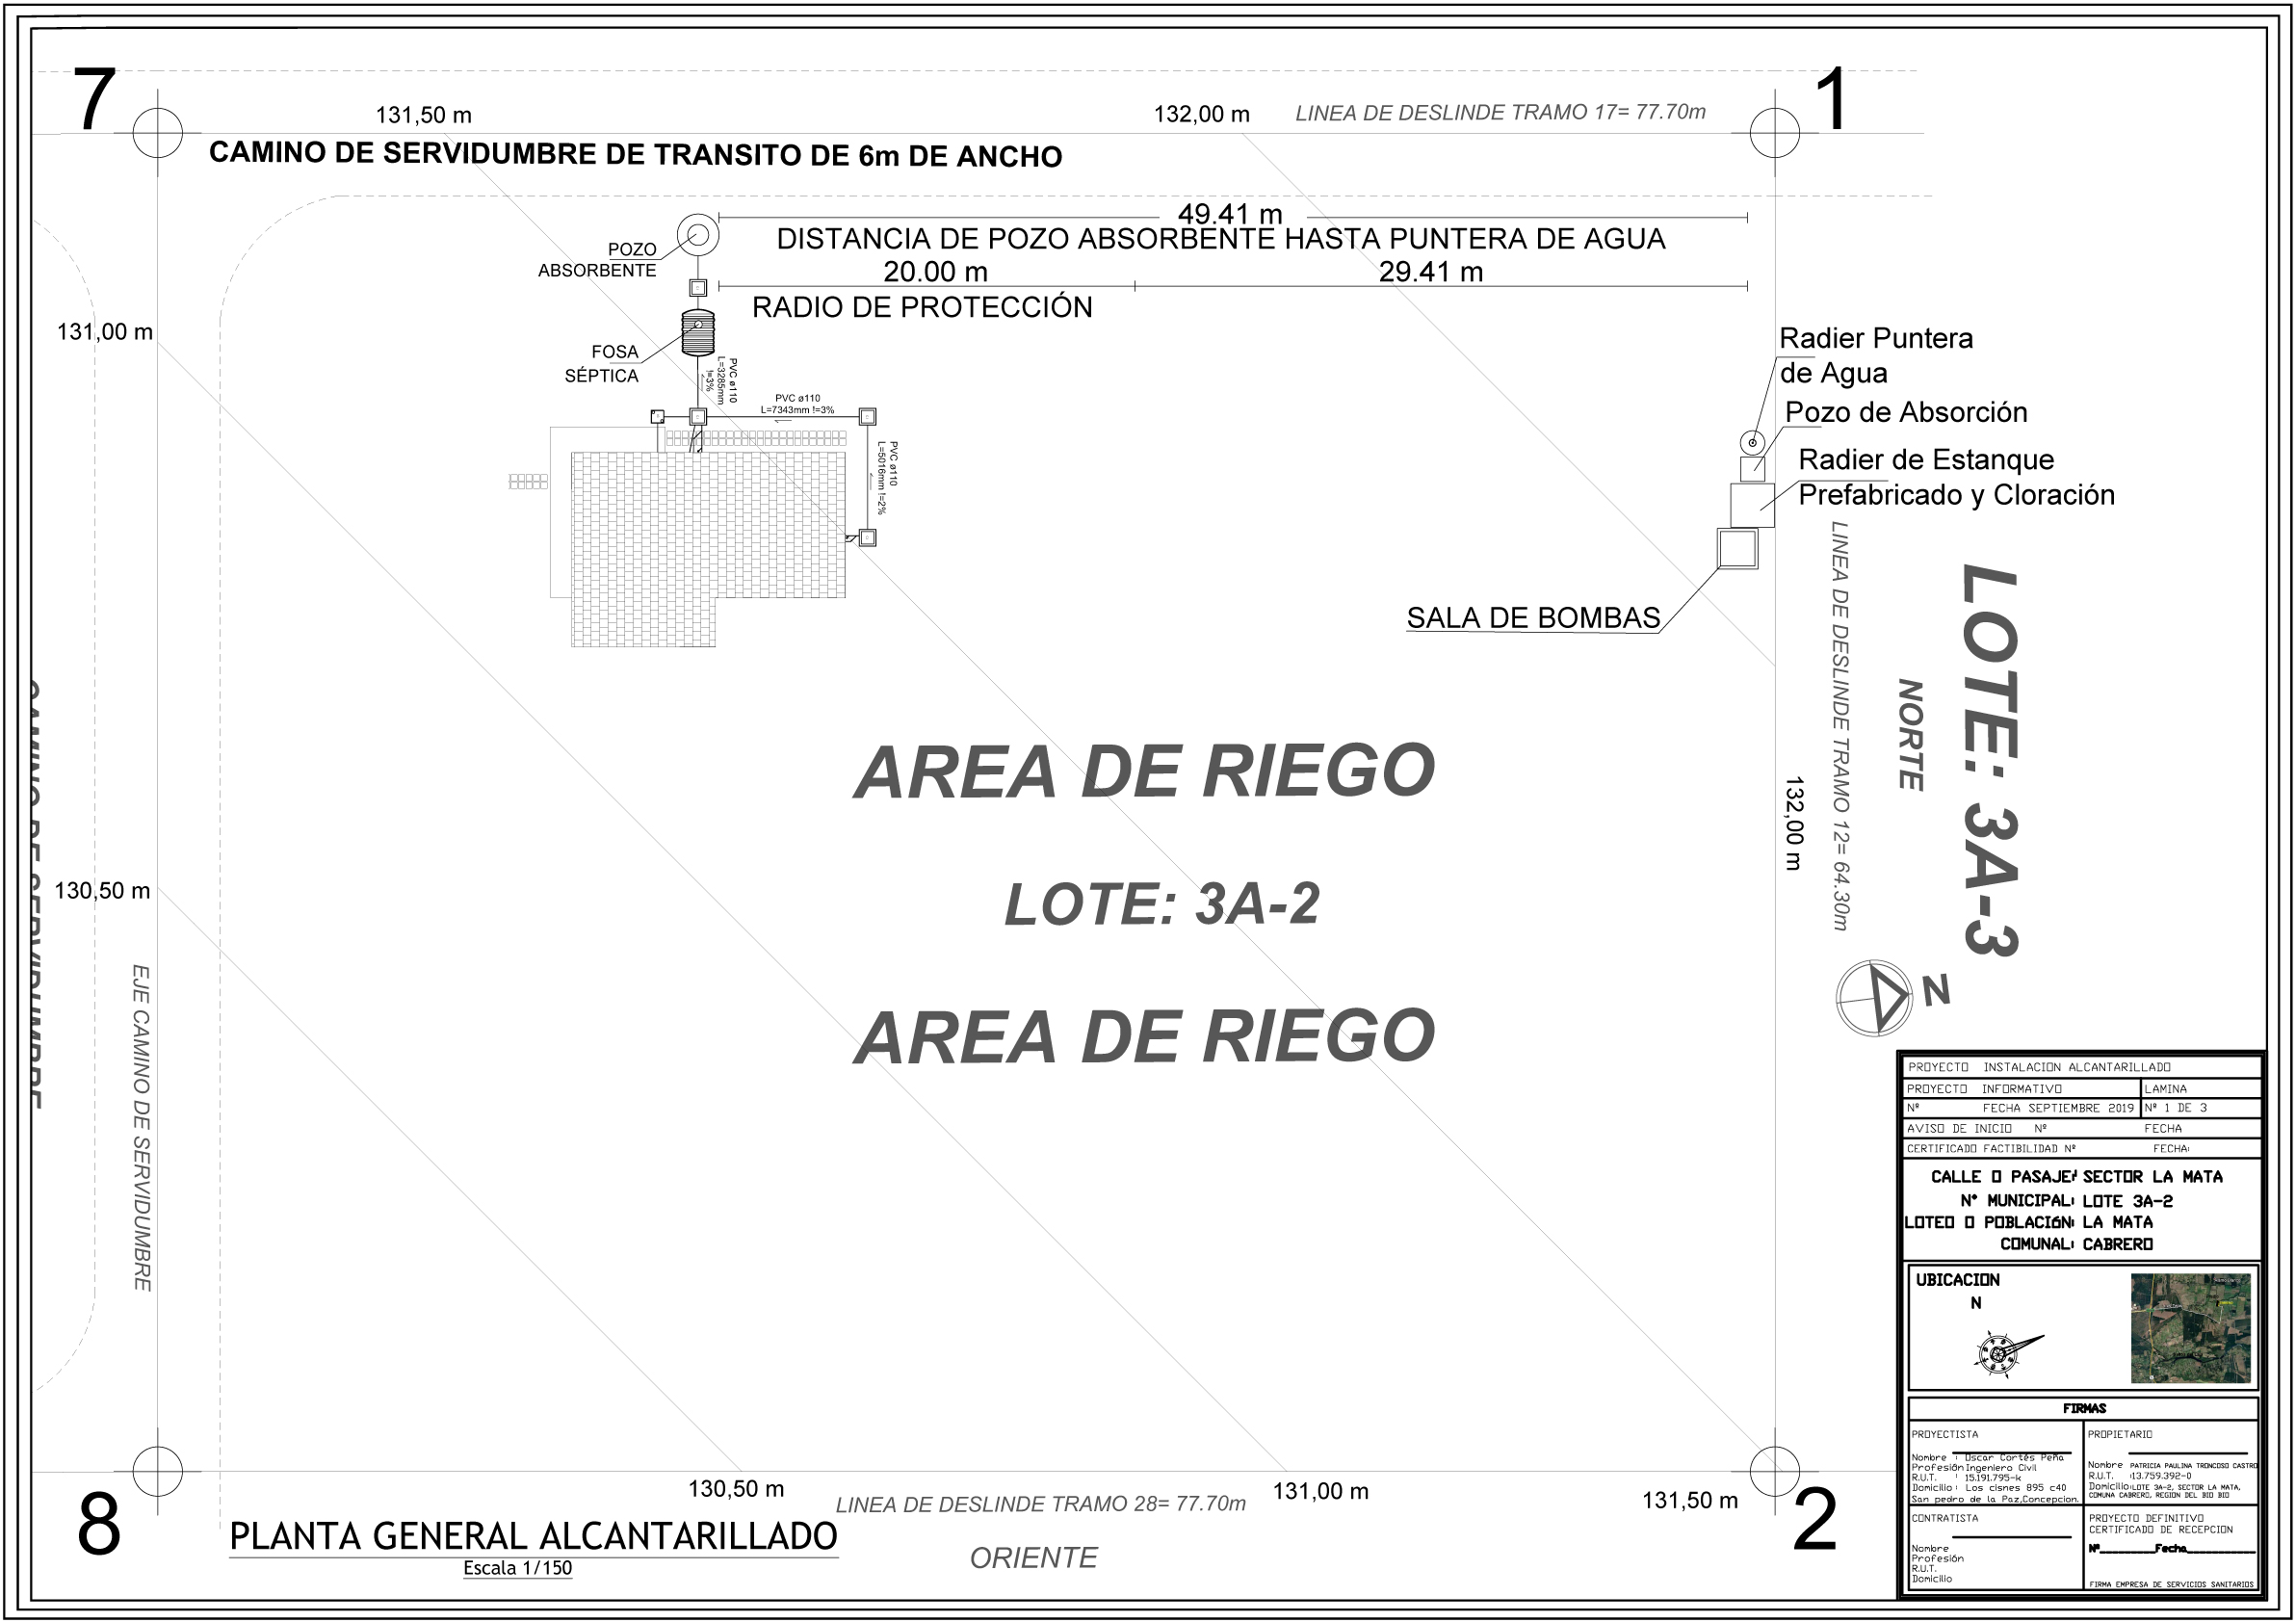 7
131,50 m
132,00 m
LINEA DE DESLINDE TRAMO 17= 77.70m
1
CAMINO DE SERVIDUMBRE DE TRANSITO DE 6m DE ANCHO
49.41 m
DISTANCIA DE POZO ABSORBENTE HASTA PUNTERA DE AGUA
20.00 m
29.41 m
RADIO DE PROTECCIÓN
POZO
ABSORBENTE
131,00 m
FOSA
SÉPTICA
PVC ø110
L=3285mm
!=3%
PVC ø110
L=7343mm !=3%
PVC ø110
L=5016mm !=2%
Radier Puntera
de Agua
Pozo de Absorción
Radier de Estanque
Prefabricado y Cloración
SALA DE BOMBAS
LINEA DE DESLINDE TRAMO 12= 64.30m
132,00 m
NORTE
LOTE: 3A-3
AREA DE RIEGO
LOTE: 3A-2
AREA DE RIEGO
CAMINO DE SERVIDUMBRE
130,50 m
EJE CAMINO DE SERVIDUMBRE
N
8
130,50 m
LINEA DE DESLINDE TRAMO 28= 77.70m
131,00 m
131,50 m
2
PLANTA GENERAL ALCANTARILLADO
Escala 1/150
ORIENTE
PROYECTO INSTALACION ALCANTARILLADO
PROYECTO INFORMATIVO LAMINA
Nº FECHA SEPTIEMBRE 2019 Nº 1 DE 3
AVISO DE INICIO Nº FECHA
CERTIFICADO FACTIBILIDAD Nº FECHA:
CALLE O PASAJE: SECTOR LA MATA
N° MUNICIPAL: LOTE 3A-2
LOTEO O POBLACIóN: LA MATA
COMUNAL: CABRERO
UBICACION
N
FIRMAS
PROYECTISTA
Nombre : Oscar Cortés Peña
Profesión Ingeniero Civil
R.U.T. : 15.191.795-k
Domicilio : Los cisnes 895 c40
San pedro de la Paz,Concepcion.
PROPIETARIO
Nombre PATRICIA PAULINA TRONCOSO CASTRO
R.U.T. :13.759.392-0
Domicilio:LOTE 3A-2, SECTOR LA MATA,
COMUNA CABRERO, REGION DEL BIO BIO
CONTRATISTA
Nombre
Profesión
R.U.T.
Domicilio
PROYECTO DEFINITIVO
CERTIFICADO DE RECEPCION
Nº________Fecha__________
FIRMA EMPRESA DE SERVICIOS SANITARIOS